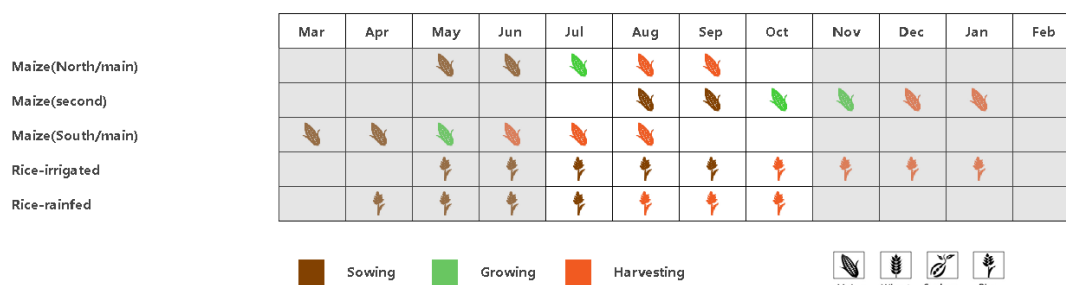 Mar Apr May Jun Jul Aug Sep Oct Nov Dec Jan Feb
Maize(North/main)
Maize(second)
Maize(South/main)
Rice-irrigated
Rice-rainfed
Sowing Growing Harvesting